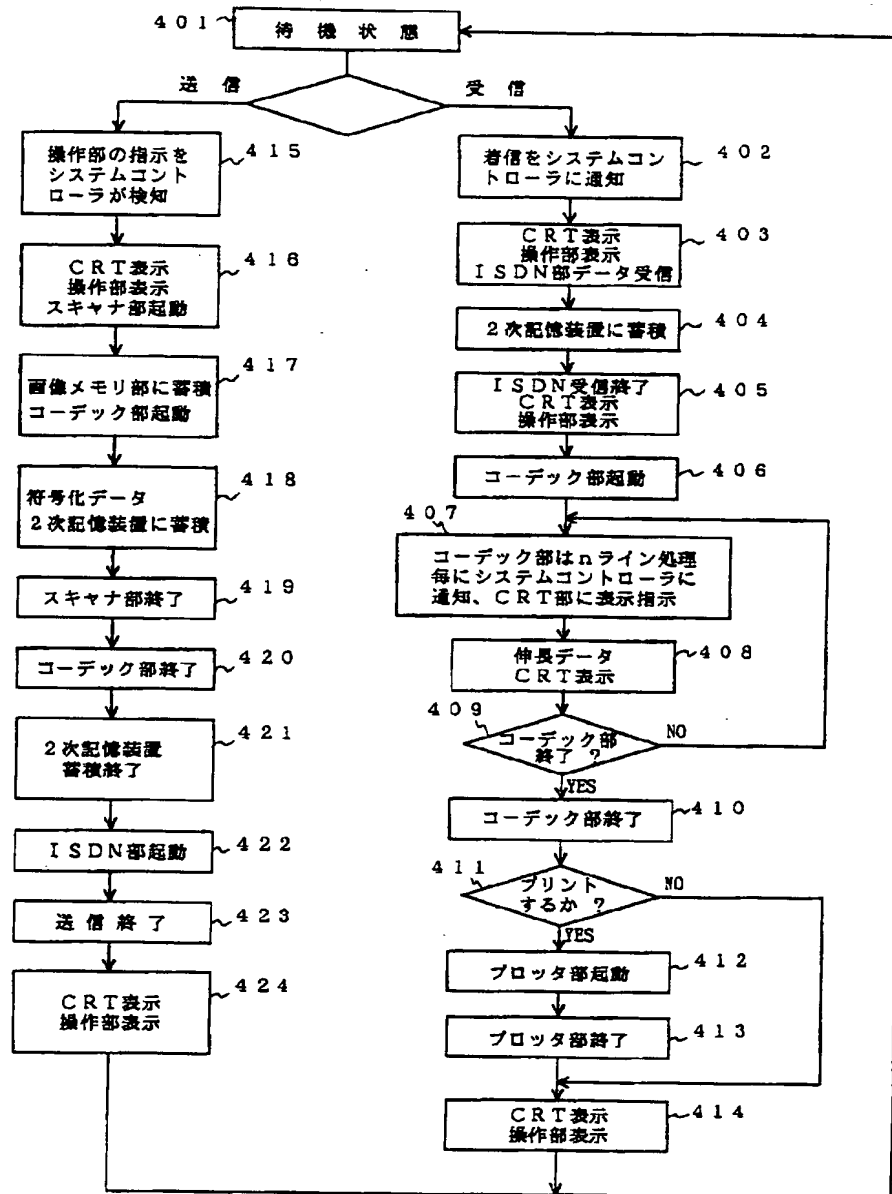 401
待機状態
送信
受信
操作部の指示を
システムコント
ローラが検知
415
CRT表示
操作部表示
スキャナ部起動
416
画像メモリ部に蓄積
コーデック部起動
417
符号化データ
2次記憶装置に蓄積
418
スキャナ部終了
419
コーデック部終了
420
2次記憶装置
蓄積終了
421
ISDN部起動
422
送信終了
423
CRT表示
操作部表示
424
着信をシステムコン
トローラに通知
402
CRT表示
操作部表示
ISDN部データ受信
403
2次記憶装置に蓄積
404
ISDN受信終了
CRT表示
操作部表示
405
コーデック部起動
406
407
コーデック部はnライン処理
毎にシステムコントローラに
通知、CRT部に表示指示
伸長データ
CRT表示
408
409
コーデック部
終了?
NO
YES
コーデック部終了
410
411
プリント
するか?
NO
YES
プロッタ部起動
412
プロッタ部終了
413
CRT表示
操作部表示
414